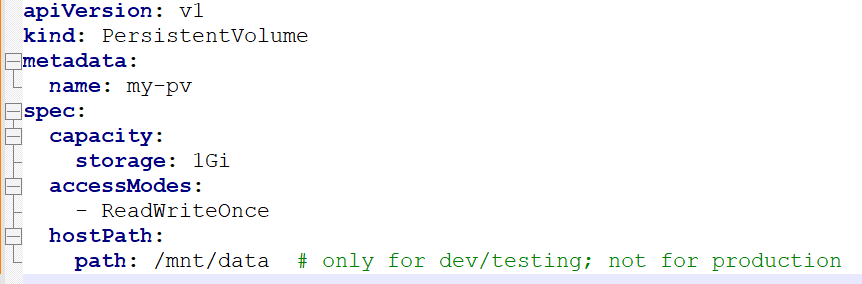 apiVersion: v1
kind: PersistentVolume
metadata:
  name: my-pv
spec:
  capacity:
    storage: 1Gi
  accessModes:
    - ReadWriteOnce
  hostPath:
    path: /mnt/data  # only for dev/testing; not for production